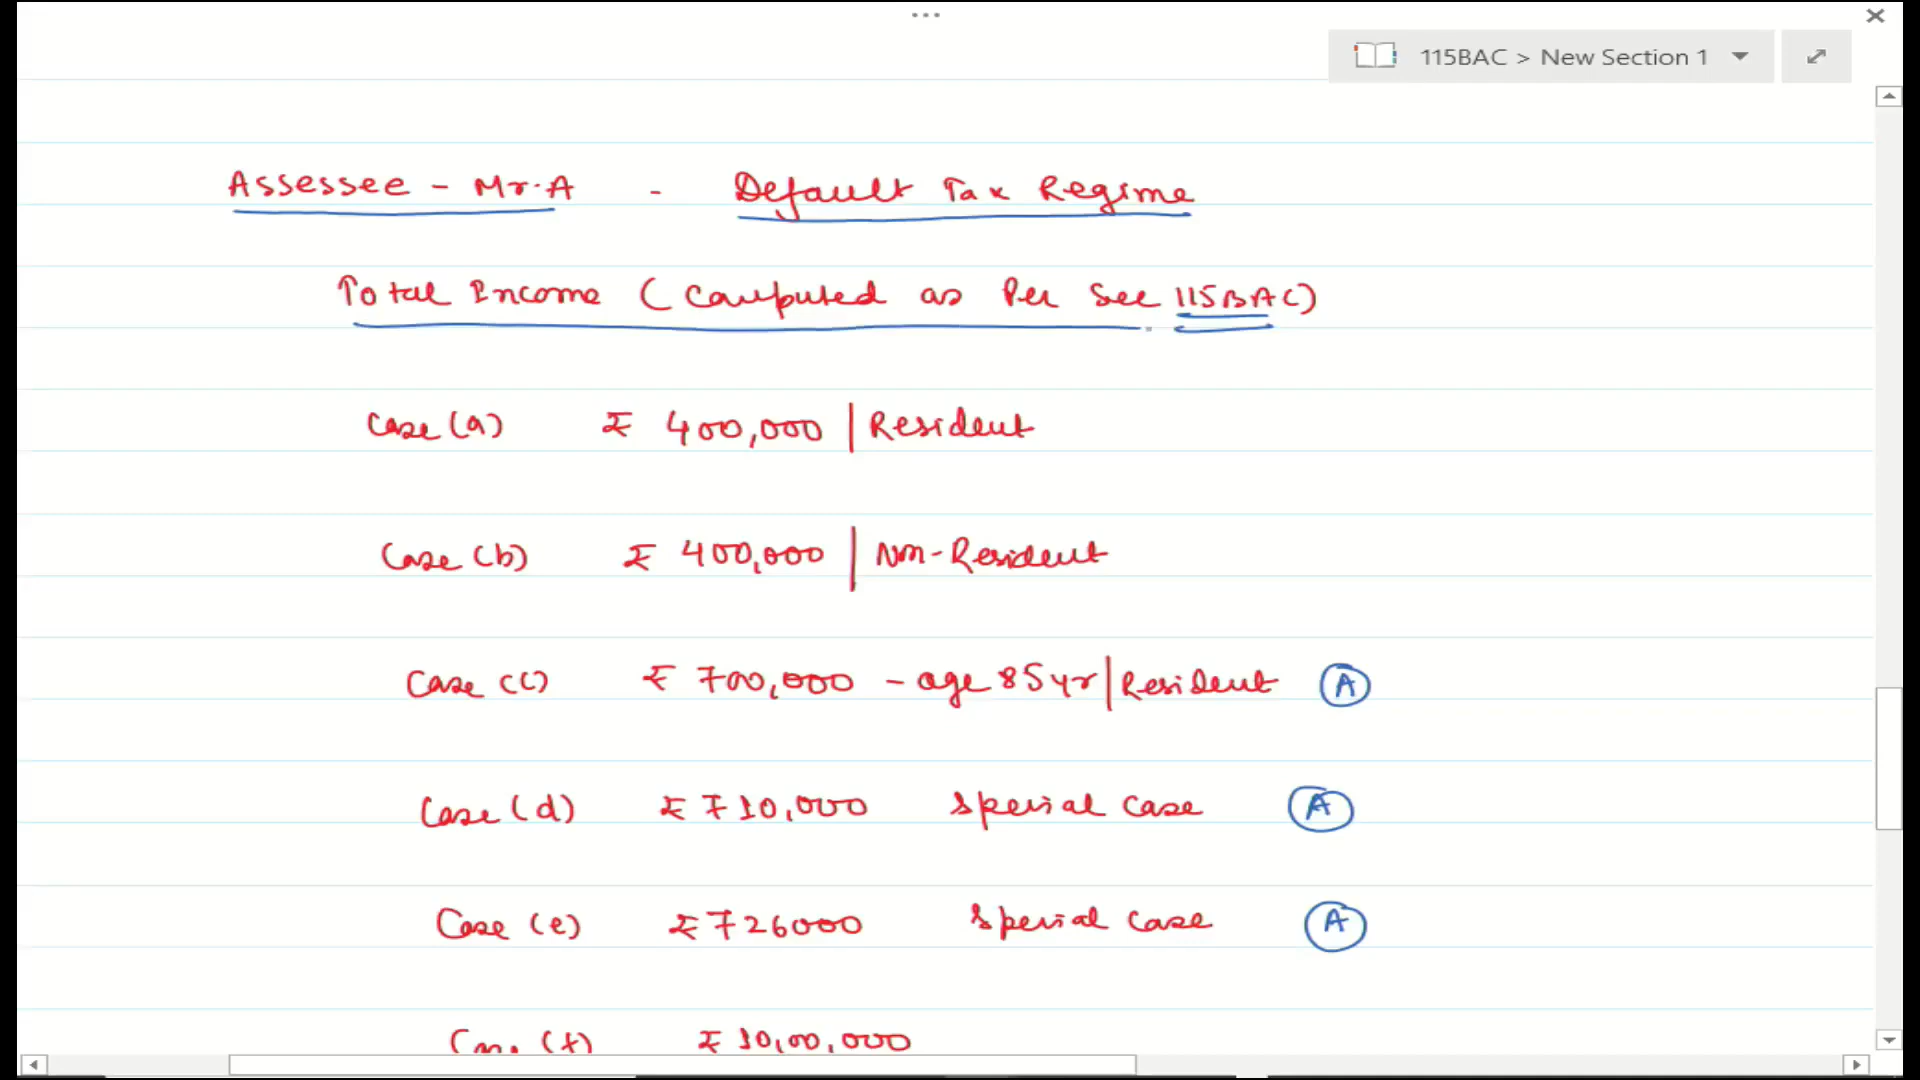 115BAC > New Section 1
Assessee - Mr. A - Default Tax Regime
Total Income (Computed as Per Sec 115BAC)
Case (a) ₹ 400,000 | Resident
Case (b) ₹ 400,000 | Non-Resident
Case (c) ₹ 700,000 - age 85yr | Resident A
Case (d) ₹ 710,000 Special Case A
Case (e) ₹ 726000 Special Case A
Case (f) ₹ 10,00,000